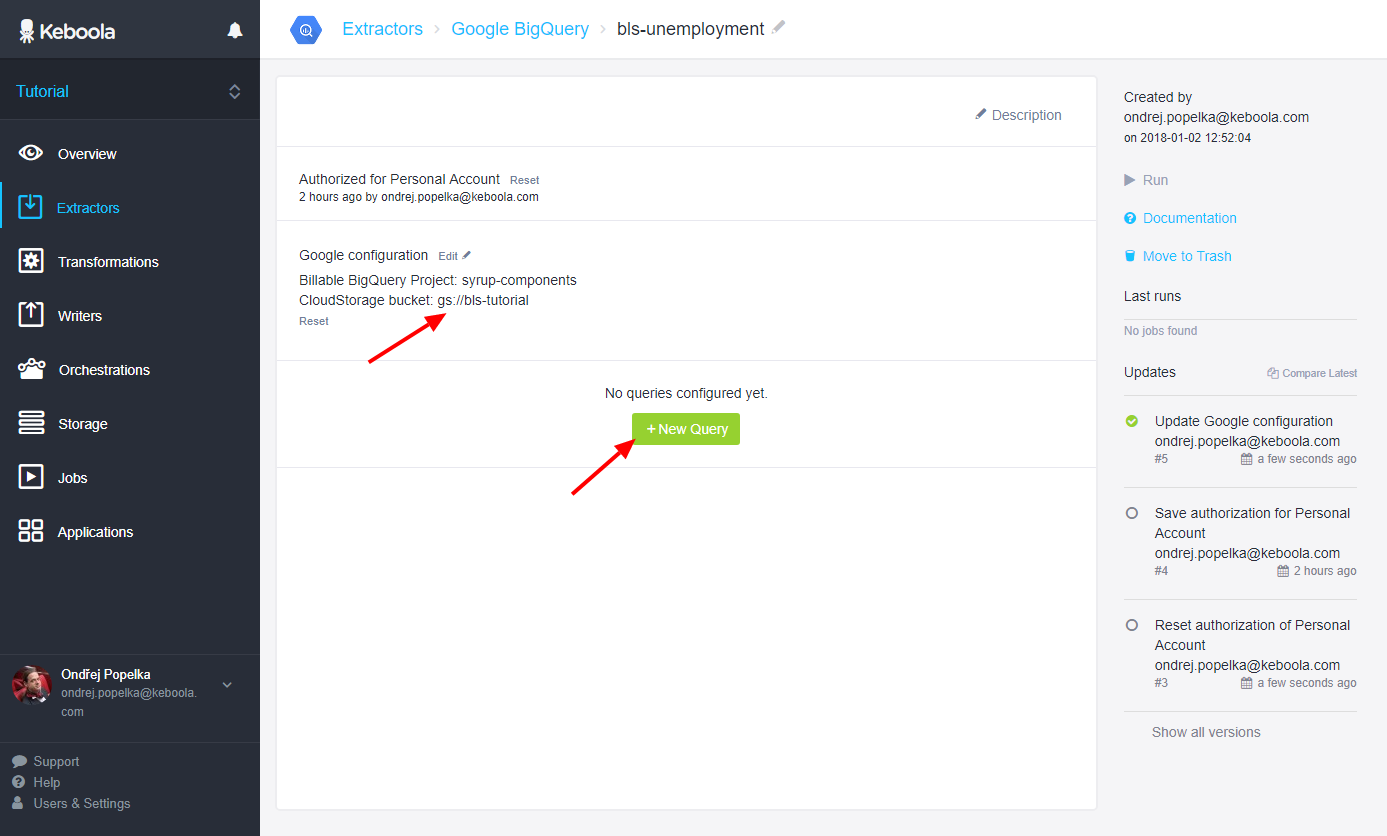 Keboola
Tutorial
Overview
Extractors
Transformations
Writers
Orchestrations
Storage
Jobs
Applications
Ondřej Popelka
ondrej.popelka@keboola.
com
Support
Help
Users & Settings
Extractors > Google BigQuery > bls-unemployment
Description
Authorized for Personal Account Reset
2 hours ago by ondrej.popelka@keboola.com
Google configuration Edit
Billable BigQuery Project: syrup-components
CloudStorage bucket: gs://bls-tutorial
Reset
No queries configured yet.
+ New Query
Created by
ondrej.popelka@keboola.com
on 2018-01-02 12:52:04
Run
Documentation
Move to Trash
Last runs
No jobs found
Updates Compare Latest
Update Google configuration
ondrej.popelka@keboola.com
#5 a few seconds ago
Save authorization for Personal
Account
ondrej.popelka@keboola.com
#4 2 hours ago
Reset authorization of Personal
Account
ondrej.popelka@keboola.com
#3 a few seconds ago
Show all versions